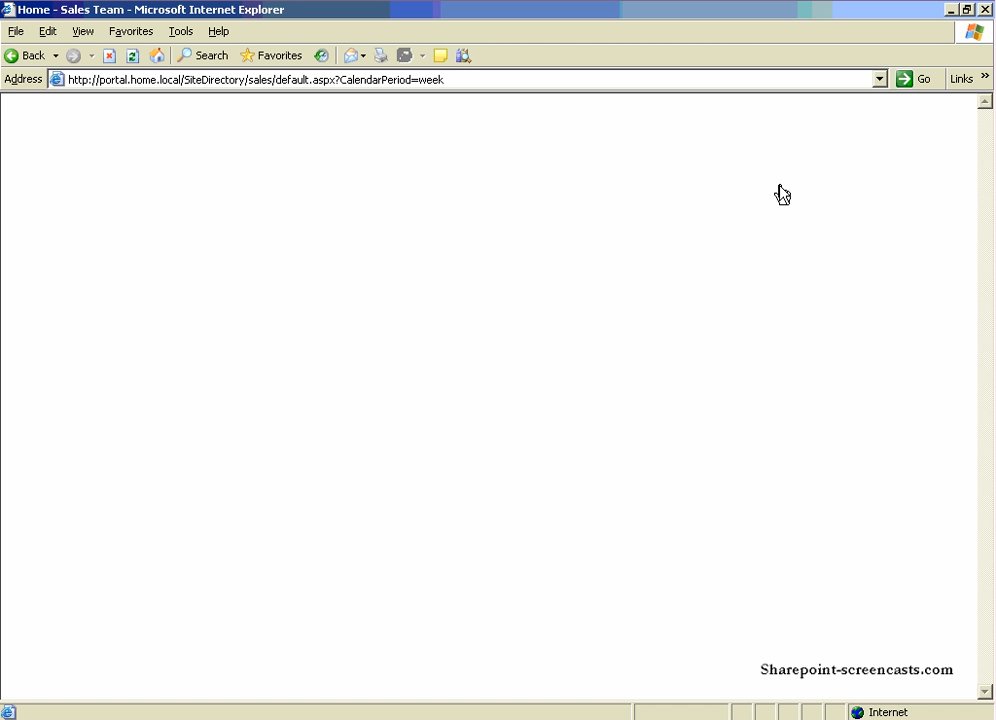 Home - Sales Team - Microsoft Internet Explorer
File Edit View Favorites Tools Help
Back Search Favorites
Address http://portal.home.local/SiteDirectory/sales/default.aspx?CalendarPeriod=week Go Links »
Sharepoint-screencasts.com
Internet